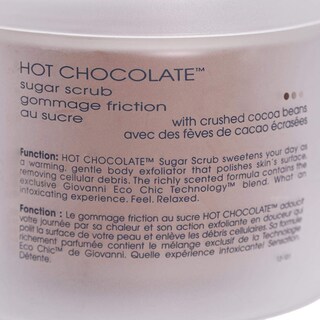 HOT CHOCOLATE™
sugar scrub
gommage friction
au sucre
with crushed cocoa beans
avec des fèves de cacao écrasées
Function: HOT CHOCOLATE™ Sugar Scrub sweetens your day as
a warming, gentle body exfoliator that polishes skin's surface,
removing cellular debris. The richly scented formula contains the
exclusive Giovanni Eco Chic Technology™ blend. What an
intoxicating experience. Feel. Relaxed.
Fonction : Le gommage friction au sucre HOT CHOCOLATE™ adoucit
votre journée par sa chaleur et son action exfoliante en douceur qui
polit la surface de votre peau et enlève les débris cellulaires. Sa formule
richement parfumée contient le mélange exclusif de la Technologie
Eco Chic™ de Giovanni. Quelle expérience intoxicante! Sensation.
Détente.